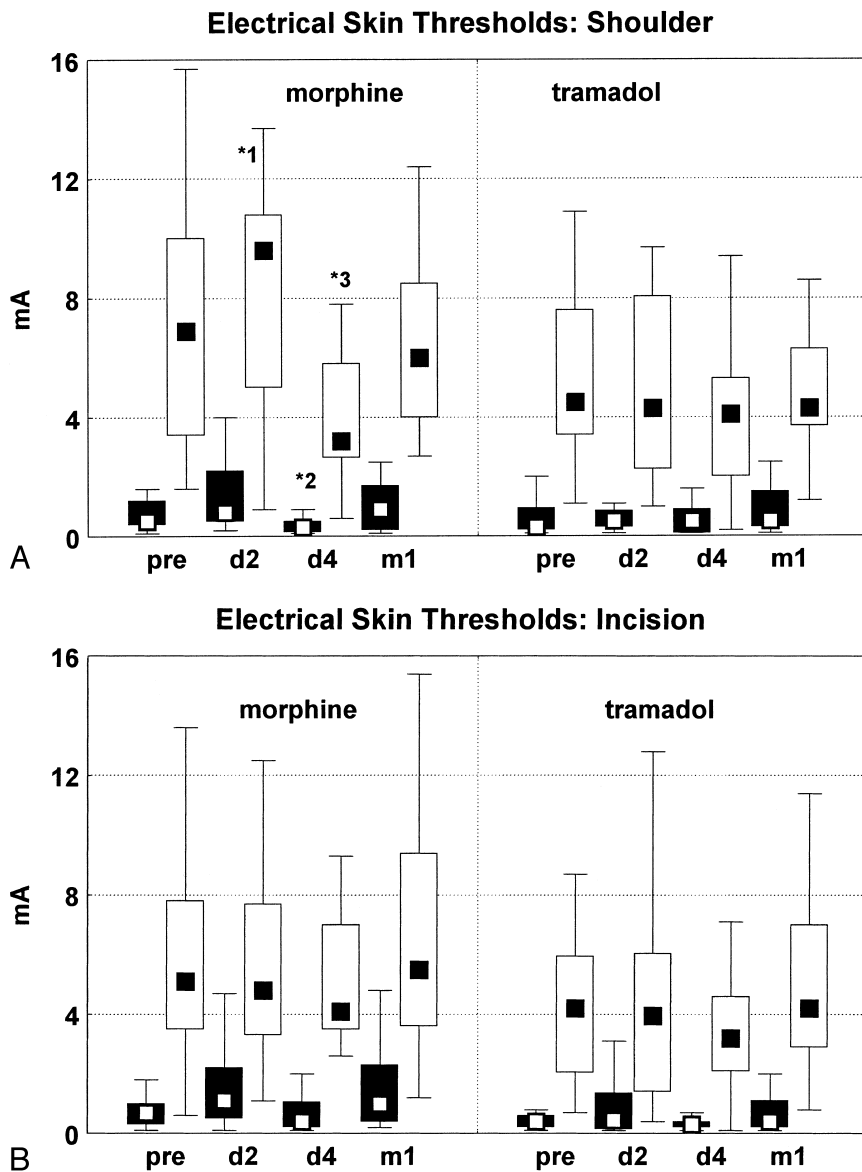 Electrical Skin Thresholds: Shoulder
16
morphine
tramadol
*1
12
*3
mA
8
4
*2
0
A
pre
d2
d4
m1
pre
d2
d4
m1
Electrical Skin Thresholds: Incision
16
morphine
tramadol
12
mA
8
4
0
B
pre
d2
d4
m1
pre
d2
d4
m1